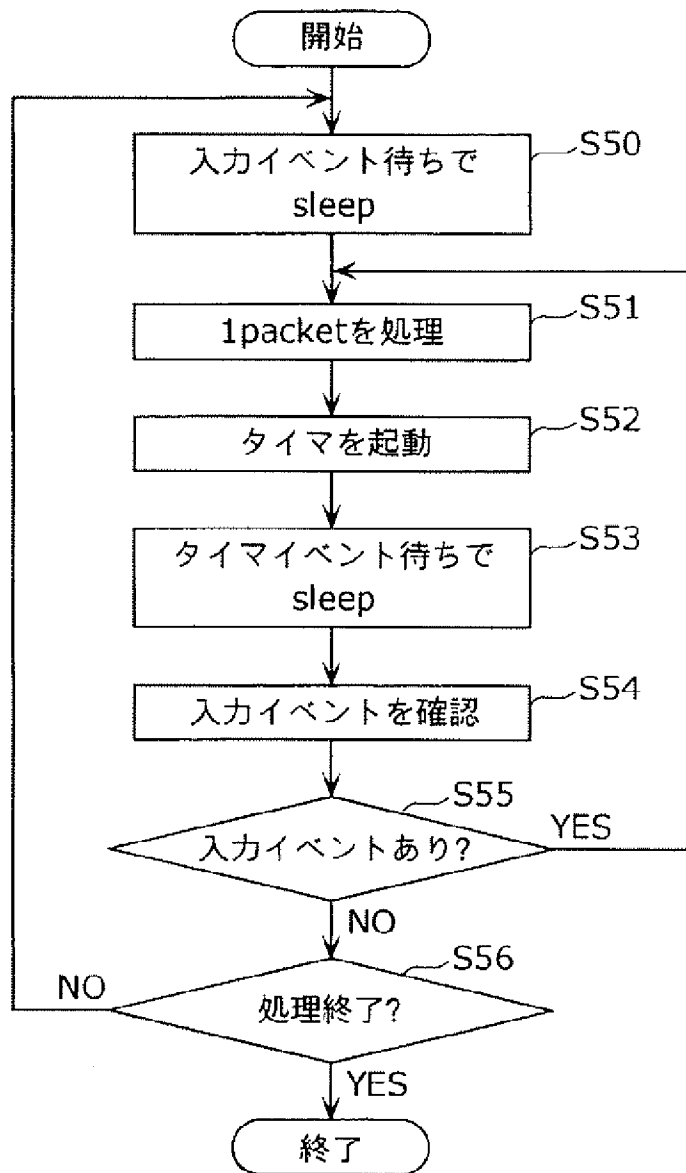 開始
入力イベント待ちで
sleep
S50
1packetを処理
S51
タイマを起動
S52
タイマイベント待ちで
sleep
S53
入力イベントを確認
S54
S55
入力イベントあり?
YES
NO
S56
NO
処理終了?
YES
終了